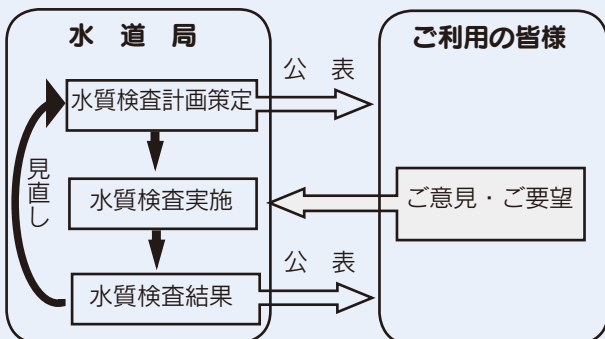 水 道 局
ご利用の皆様
公 表
水質検査計画策定
見直し
水質検査実施
ご意見・ご要望
公 表
水質検査結果